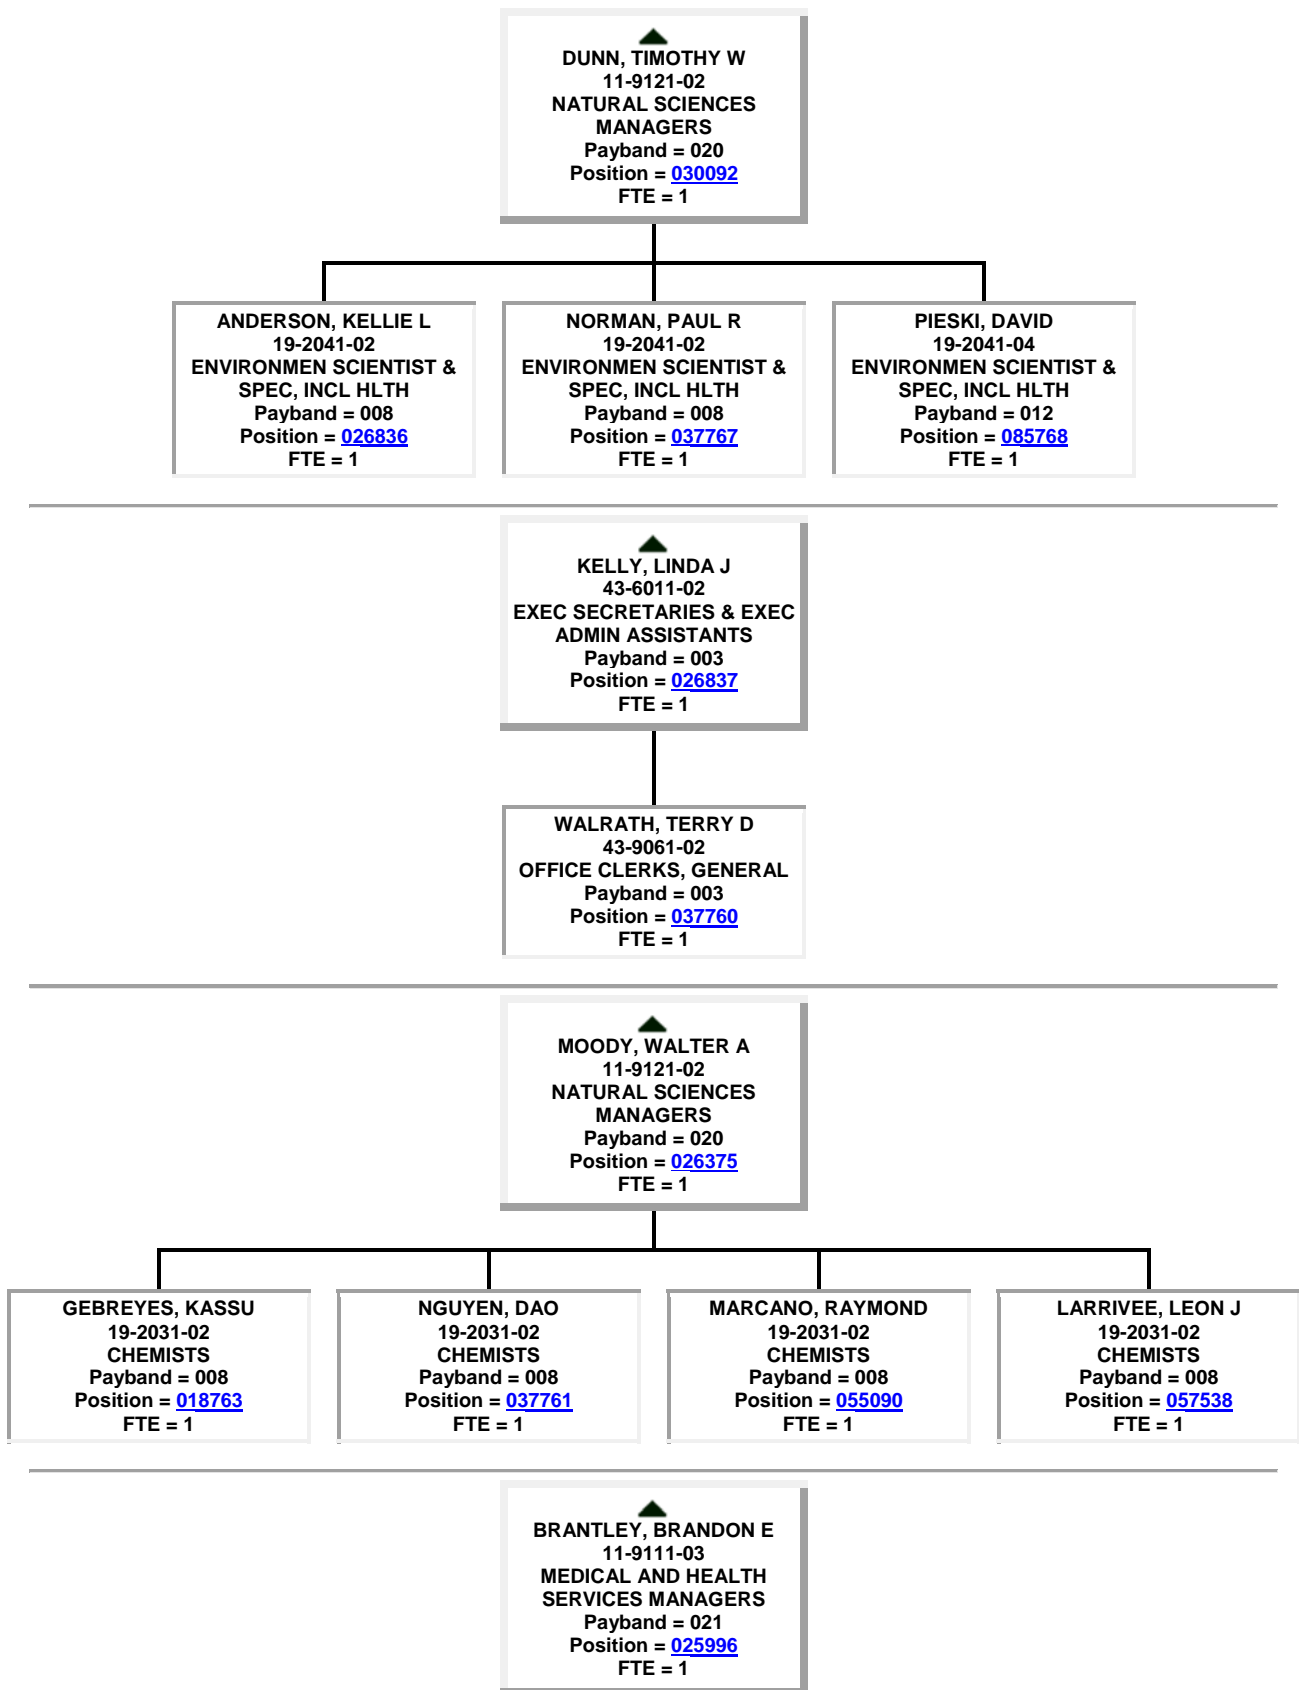 DUNN, TIMOTHY W
11-9121-02
NATURAL SCIENCES
MANAGERS
Payband = 020
Position = 030092
FTE = 1
ANDERSON, KELLIE L
19-2041-02
ENVIRONMEN SCIENTIST &
SPEC, INCL HLTH
Payband = 008
Position = 026836
FTE = 1
NORMAN, PAUL R
19-2041-02
ENVIRONMEN SCIENTIST &
SPEC, INCL HLTH
Payband = 008
Position = 037767
FTE = 1
PIESKI, DAVID
19-2041-04
ENVIRONMEN SCIENTIST &
SPEC, INCL HLTH
Payband = 012
Position = 085768
FTE = 1
KELLY, LINDA J
43-6011-02
EXEC SECRETARIES & EXEC
ADMIN ASSISTANTS
Payband = 003
Position = 026837
FTE = 1
WALRATH, TERRY D
43-9061-02
OFFICE CLERKS, GENERAL
Payband = 003
Position = 037760
FTE = 1
MOODY, WALTER A
11-9121-02
NATURAL SCIENCES
MANAGERS
Payband = 020
Position = 026375
FTE = 1
GEBREYES, KASSU
19-2031-02
CHEMISTS
Payband = 008
Position = 018763
FTE = 1
NGUYEN, DAO
19-2031-02
CHEMISTS
Payband = 008
Position = 037761
FTE = 1
MARCANO, RAYMOND
19-2031-02
CHEMISTS
Payband = 008
Position = 055090
FTE = 1
LARRIVEE, LEON J
19-2031-02
CHEMISTS
Payband = 008
Position = 057538
FTE = 1
BRANTLEY, BRANDON E
11-9111-03
MEDICAL AND HEALTH
SERVICES MANAGERS
Payband = 021
Position = 025996
FTE = 1